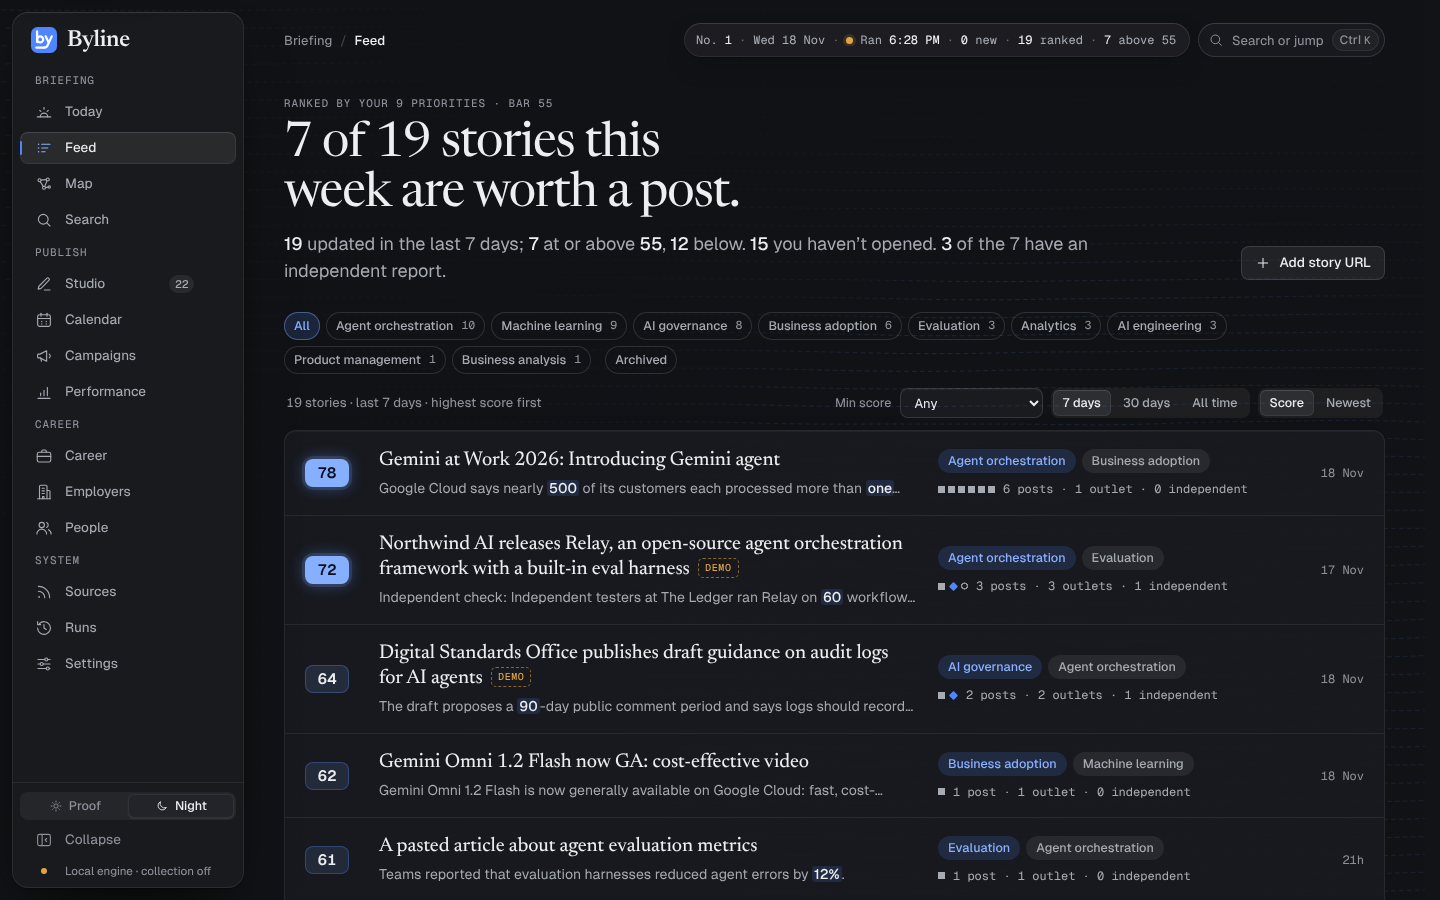 by Byline
BRIEFING
Today
Feed
Map
Search
PUBLISH
Studio 22
Calendar
Campaigns
Performance
CAREER
Career
Employers
People
SYSTEM
Sources
Runs
Settings
Proof Night
Collapse
Local engine · collection off
Briefing / Feed
No. 1 · Wed 18 Nov · Ran 6:28 PM · 0 new · 19 ranked · 7 above 55
Search or jump Ctrl K
RANKED BY YOUR 9 PRIORITIES · BAR 55
7 of 19 stories this
week are worth a post.
19 updated in the last 7 days; 7 at or above 55, 12 below. 15 you haven’t opened. 3 of the 7 have an
independent report.
Add story URL
All Agent orchestration 10 Machine learning 9 AI governance 8 Business adoption 6 Evaluation 3 Analytics 3 AI engineering 3
Product management 1 Business analysis 1 Archived
19 stories · last 7 days · highest score first
Min score Any 7 days 30 days All time Score Newest
78
Gemini at Work 2026: Introducing Gemini agent
Google Cloud says nearly 500 of its customers each processed more than one…
Agent orchestration Business adoption
6 posts · 1 outlet · 0 independent
18 Nov
72
Northwind AI releases Relay, an open-source agent orchestration
framework with a built-in eval harness DEMO
Independent check: Independent testers at The Ledger ran Relay on 60 workflow…
Agent orchestration Evaluation
3 posts · 3 outlets · 1 independent
17 Nov
64
Digital Standards Office publishes draft guidance on audit logs
for AI agents DEMO
The draft proposes a 90-day public comment period and says logs should record…
AI governance Agent orchestration
2 posts · 2 outlets · 1 independent
18 Nov
62
Gemini Omni 1.2 Flash now GA: cost-effective video
Gemini Omni 1.2 Flash is now generally available on Google Cloud: fast, cost-…
Business adoption Machine learning
1 post · 1 outlet · 0 independent
18 Nov
61
A pasted article about agent evaluation metrics
Teams reported that evaluation harnesses reduced agent errors by 12%.
Evaluation Agent orchestration
1 post · 1 outlet · 0 independent
21h